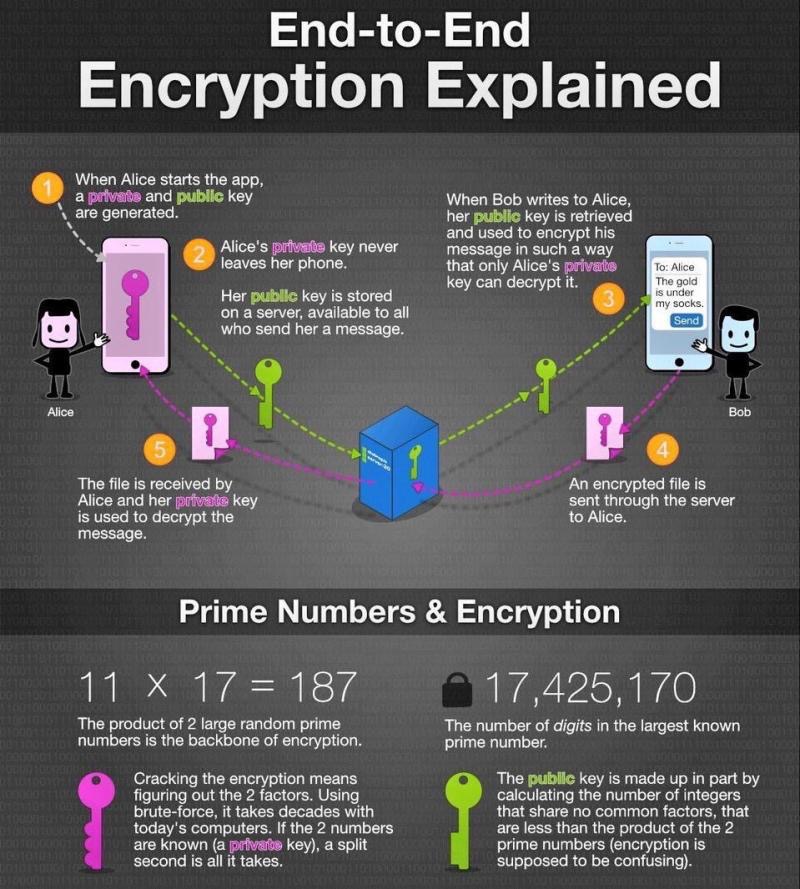 End-to-End
Encryption Explained
1
When Alice starts the app,
a private and public key
are generated.
2
Alice's private key never
leaves her phone.
Her public key is stored
on a server, available to all
who send her a message.
When Bob writes to Alice,
her public key is retrieved
and used to encrypt his
message in such a way
that only Alice's private
key can decrypt it.
3
To: Alice
The gold
is under
my socks.
Send
Alice
Bob
5
The file is received by
Alice and her private key
is used to decrypt the
message.
4
An encrypted file is
sent through the server
to Alice.
Prime Numbers & Encryption
11 x 17 = 187
The product of 2 large random prime
numbers is the backbone of encryption.
17,425,170
The number of digits in the largest known
prime number.
Cracking the encryption means
figuring out the 2 factors. Using
brute-force, it takes decades with
today's computers. If the 2 numbers
are known (a private key), a split
second is all it takes.
The public key is made up in part by
calculating the number of integers
that share no common factors, that
are less than the product of the 2
prime numbers (encryption is
supposed to be confusing).